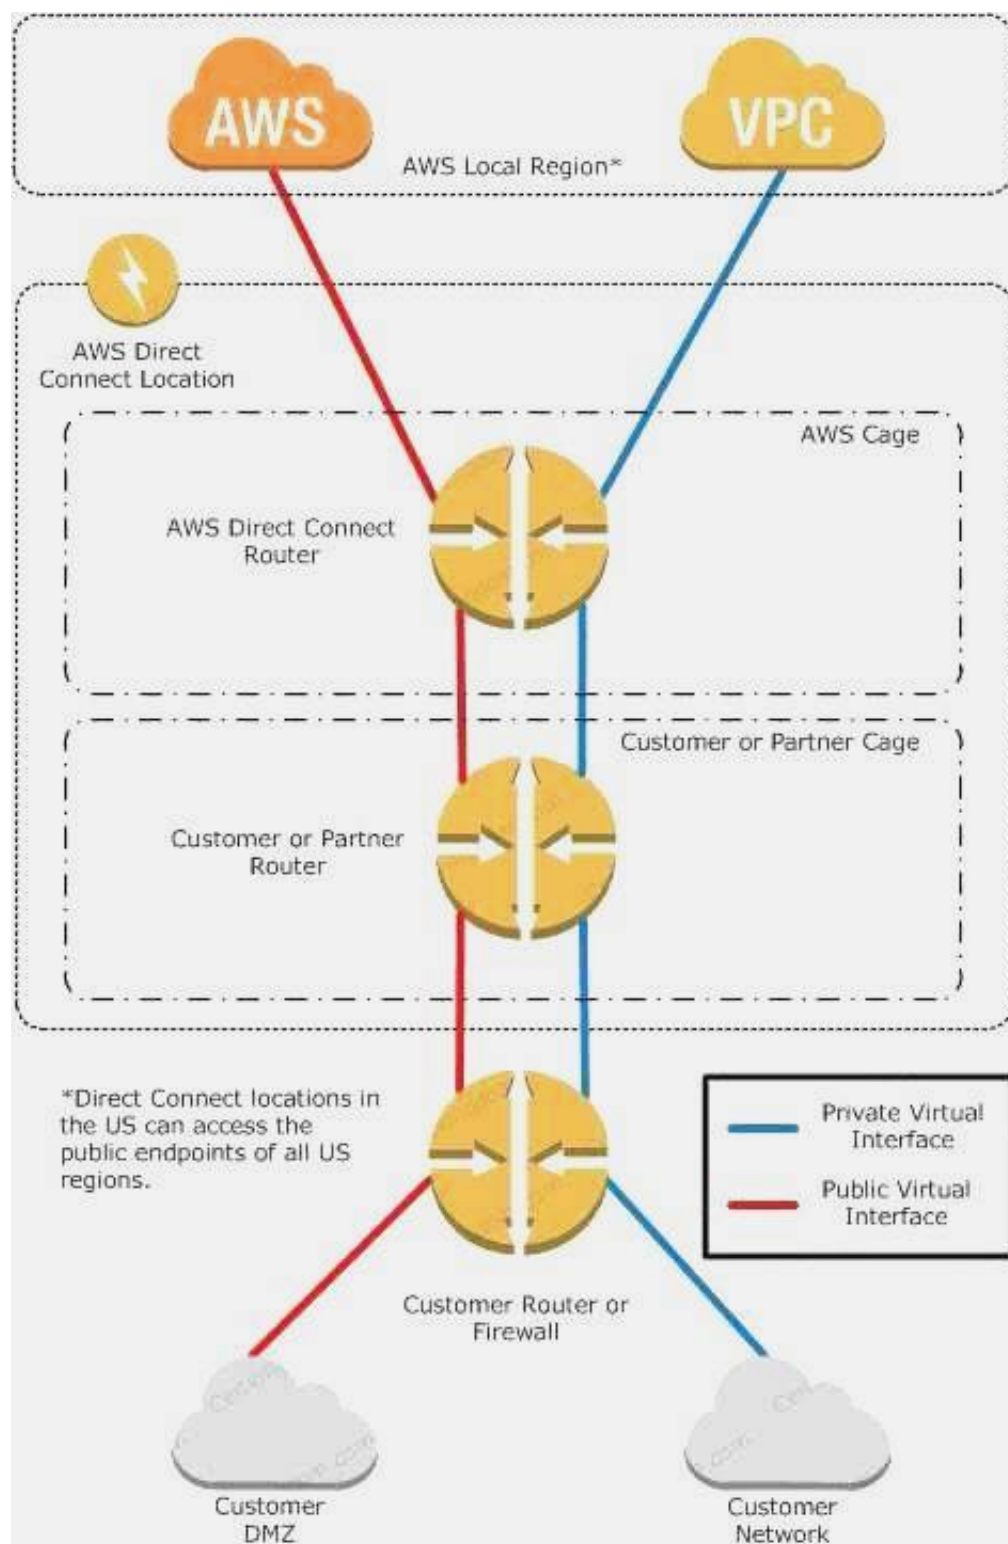 AWS
VPC
AWS Local Region*
AWS Direct
Connect Location
AWS Cage
AWS Direct Connect
Router
Customer or Partner Cage
Customer or Partner
Router
*Direct Connect locations in
the US can access the
public endpoints of all US
regions.
Private Virtual
Interface
Public Virtual
Interface
Customer Router or
Firewall
Customer
DMZ
Customer
Network